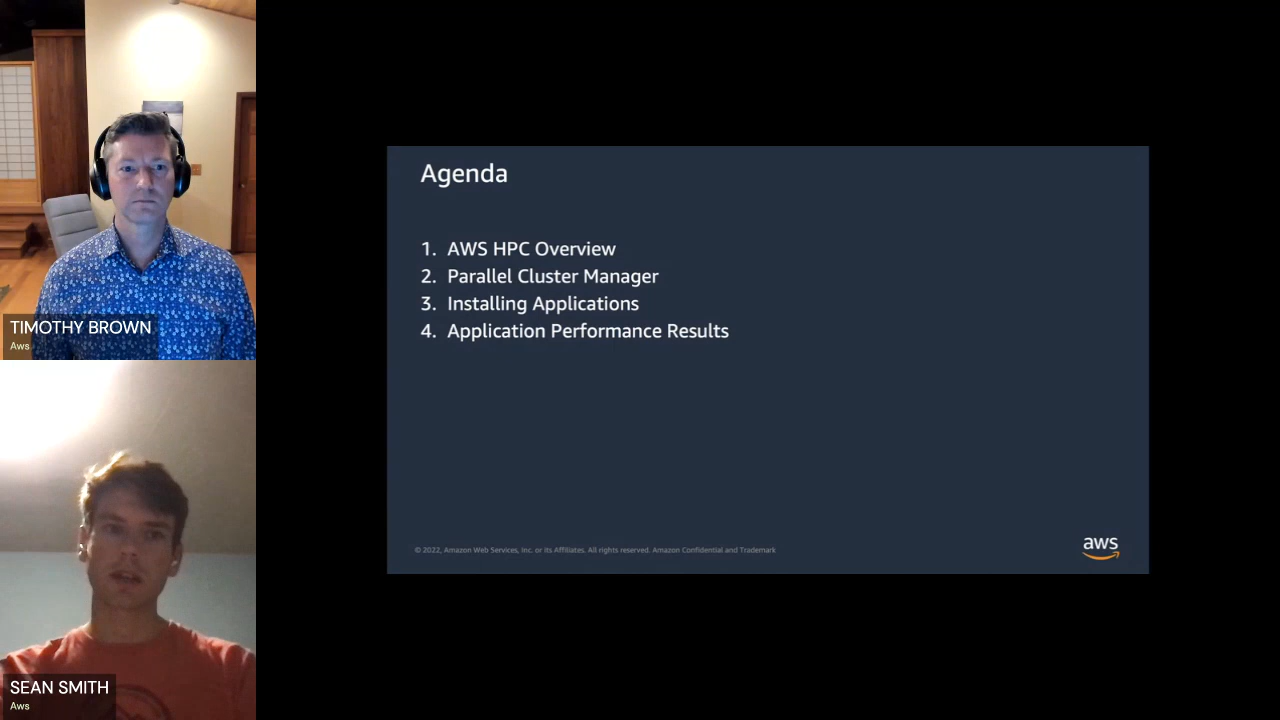 TIMOTHY BROWN
Aws
SEAN SMITH
Aws
Agenda
1. AWS HPC Overview
2. Parallel Cluster Manager
3. Installing Applications
4. Application Performance Results
© 2022, Amazon Web Services, Inc. or its Affiliates. All rights reserved. Amazon Confidential and Trademark
aws